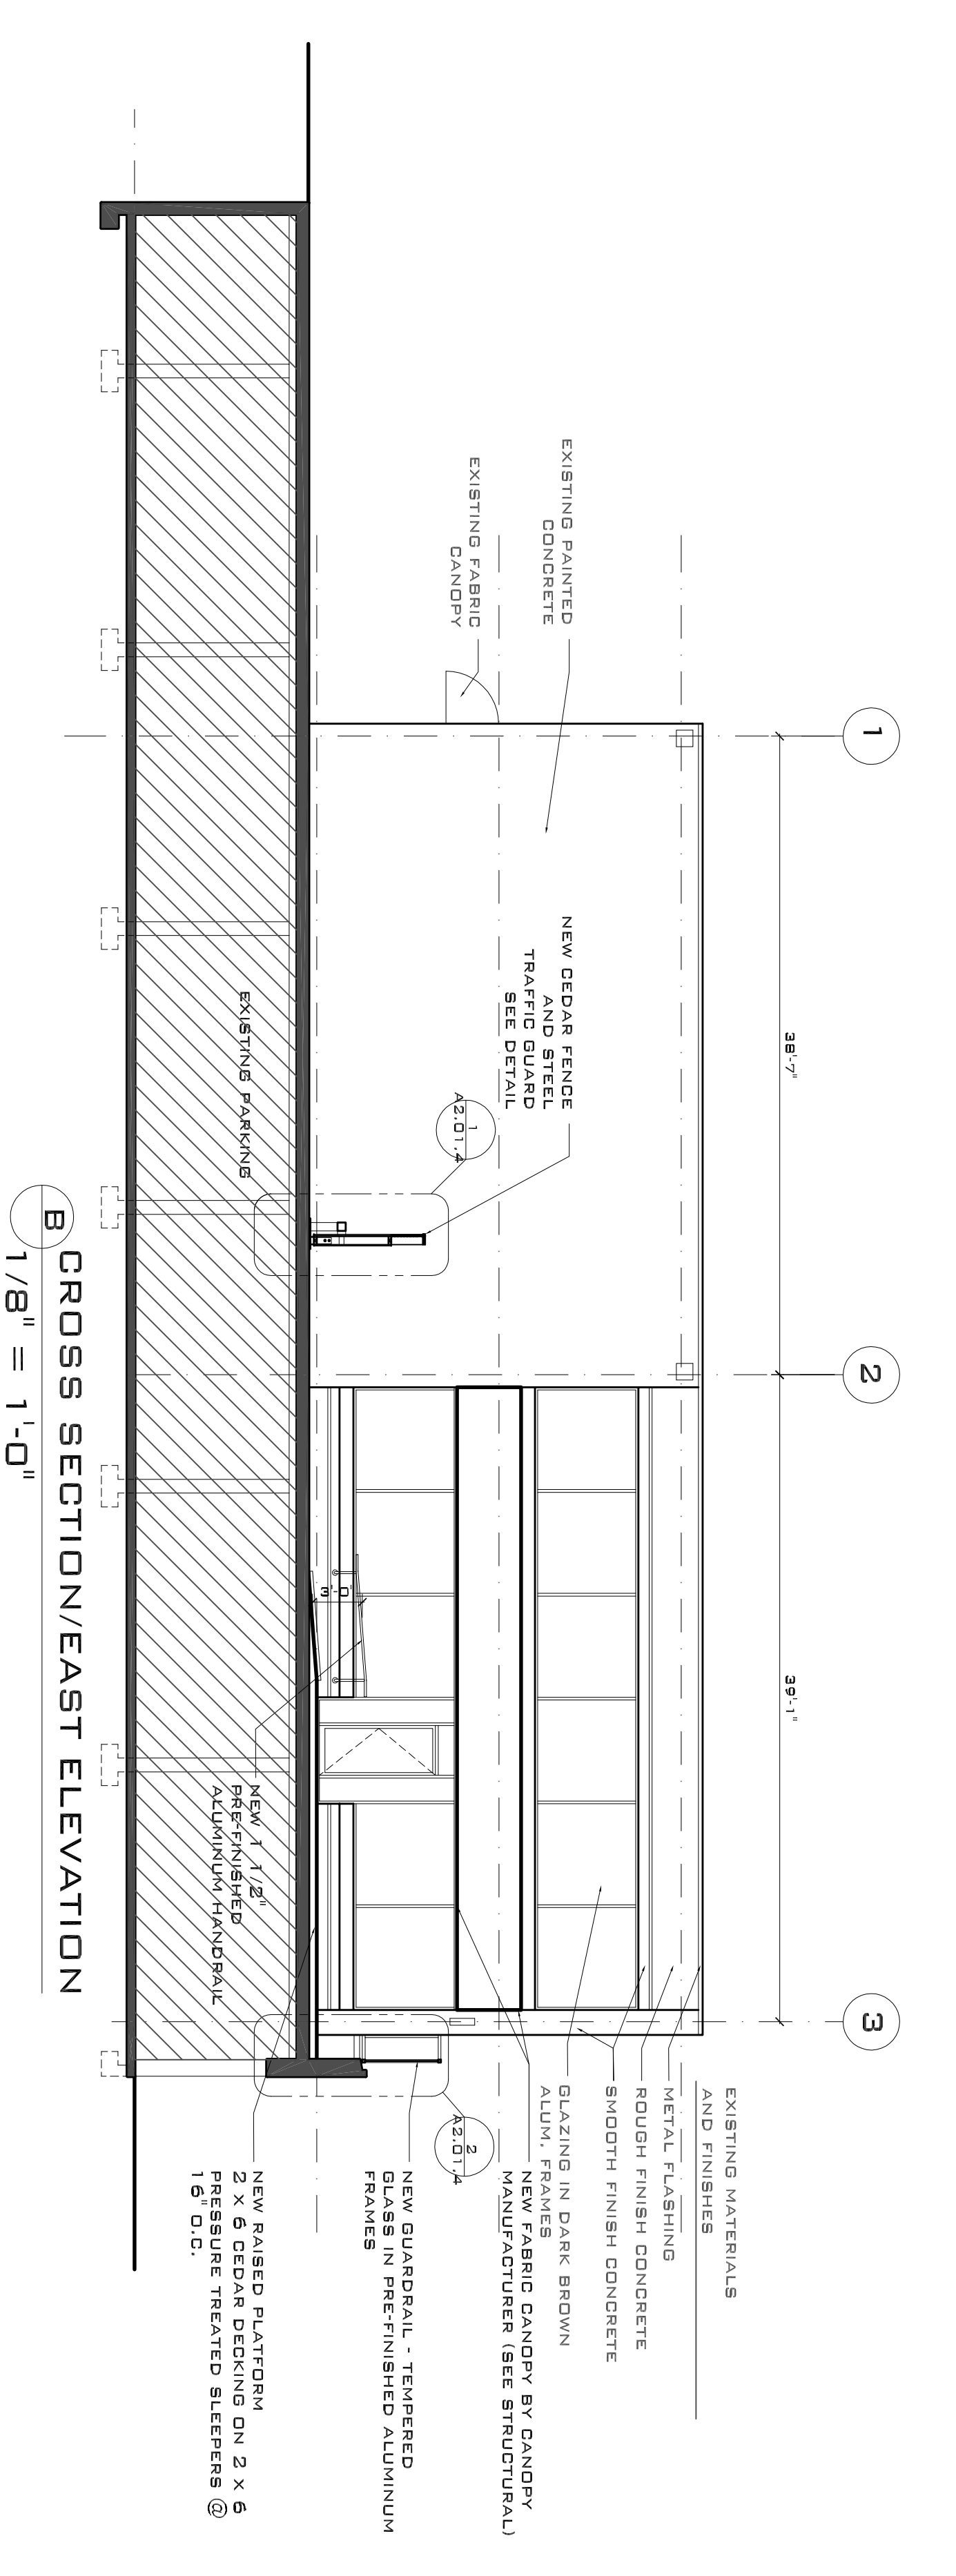 1
2
3
38'-7"
39'-1"
EXISTING PAINTED
CONCRETE
EXISTING FABRIC
CANOPY
NEW CEDAR FENCE
AND STEEL
TRAFFIC GUARD
SEE DETAIL
1
A2.01.4
EXISTING MATERIALS
AND FINISHES
METAL FLASHING
ROUGH FINISH CONCRETE
SMOOTH FINISH CONCRETE
GLAZING IN DARK BROWN
ALUM. FRAMES
NEW FABRIC CANOPY BY CANOPY
MANUFACTURER (SEE STRUCTURAL)
2
A2.01.4
NEW GUARDRAIL - TEMPERED
GLASS IN PRE-FINISHED ALUMINUM
FRAMES
3'-0"
NEW RAISED PLATFORM
2 X 6 CEDAR DECKING ON 2 X 6
PRESSURE TREATED SLEEPERS @
16" O.C.
EXISTING PARKING
NEW 1 1/2"
PRE-FINISHED
ALUMINUM HANDRAIL
B
CROSS SECTION/EAST ELEVATION
1/8" = 1'-0"